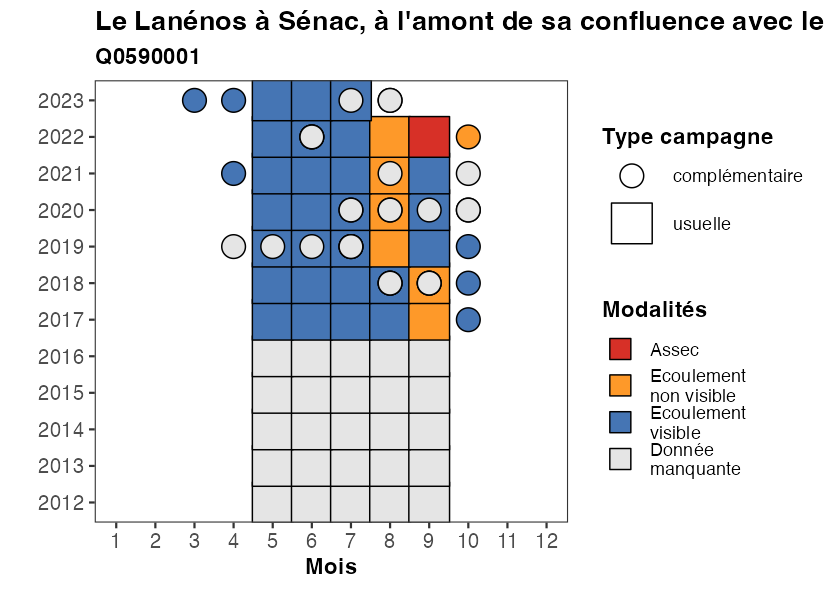 Le Lanénos à Sénac, à l'amont de sa confluence avec le
Q0590001
2023
2022
2021
2020
2019
2018
2017
2016
2015
2014
2013
2012
1 2 3 4 5 6 7 8 9 10 11 12
Mois
Type campagne
complémentaire
usuelle
Modalités
Assec
Ecoulement
non visible
Ecoulement
visible
Donnée
manquante